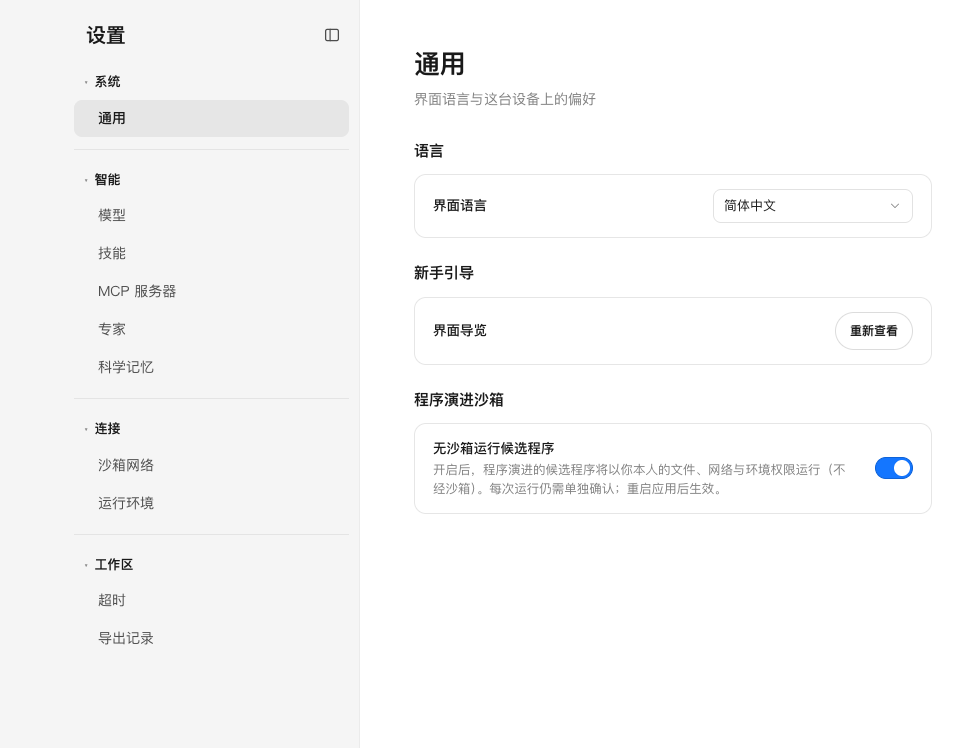 设置
系统
通用
智能
模型
技能
MCP 服务器
专家
科学记忆
连接
沙箱网络
运行环境
工作区
超时
导出记录
通用
界面语言与这台设备上的偏好
语言
界面语言
简体中文
新手引导
界面导览
重新查看
程序演进沙箱
无沙箱运行候选程序
开启后，程序演进的候选程序将以你本人的文件、网络与环境权限运行（不
经沙箱）。每次运行仍需单独确认；重启应用后生效。